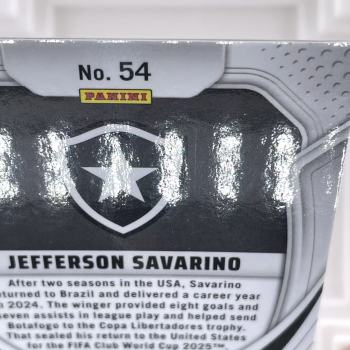 No. 54
PANINI
JEFFERSON SAVARINO
After two seasons in the USA, Savarino
returned to Brazil and delivered a career year
in 2024. The winger provided eight goals and
seven assists in league play and helped send
Botafogo to the Copa Libertadores trophy.
That sealed his return to the United States
for the FIFA Club World Cup 2025™.